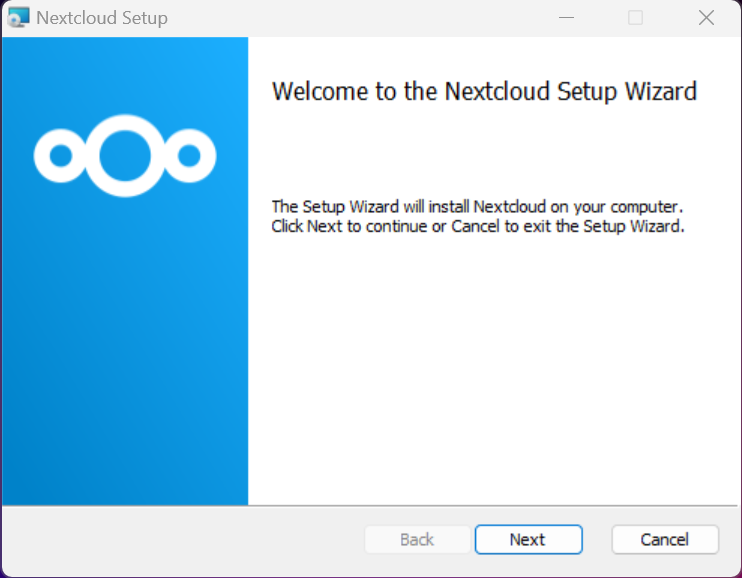 Nextcloud Setup
Welcome to the Nextcloud Setup Wizard
The Setup Wizard will install Nextcloud on your computer.
Click Next to continue or Cancel to exit the Setup Wizard.
Back Next Cancel